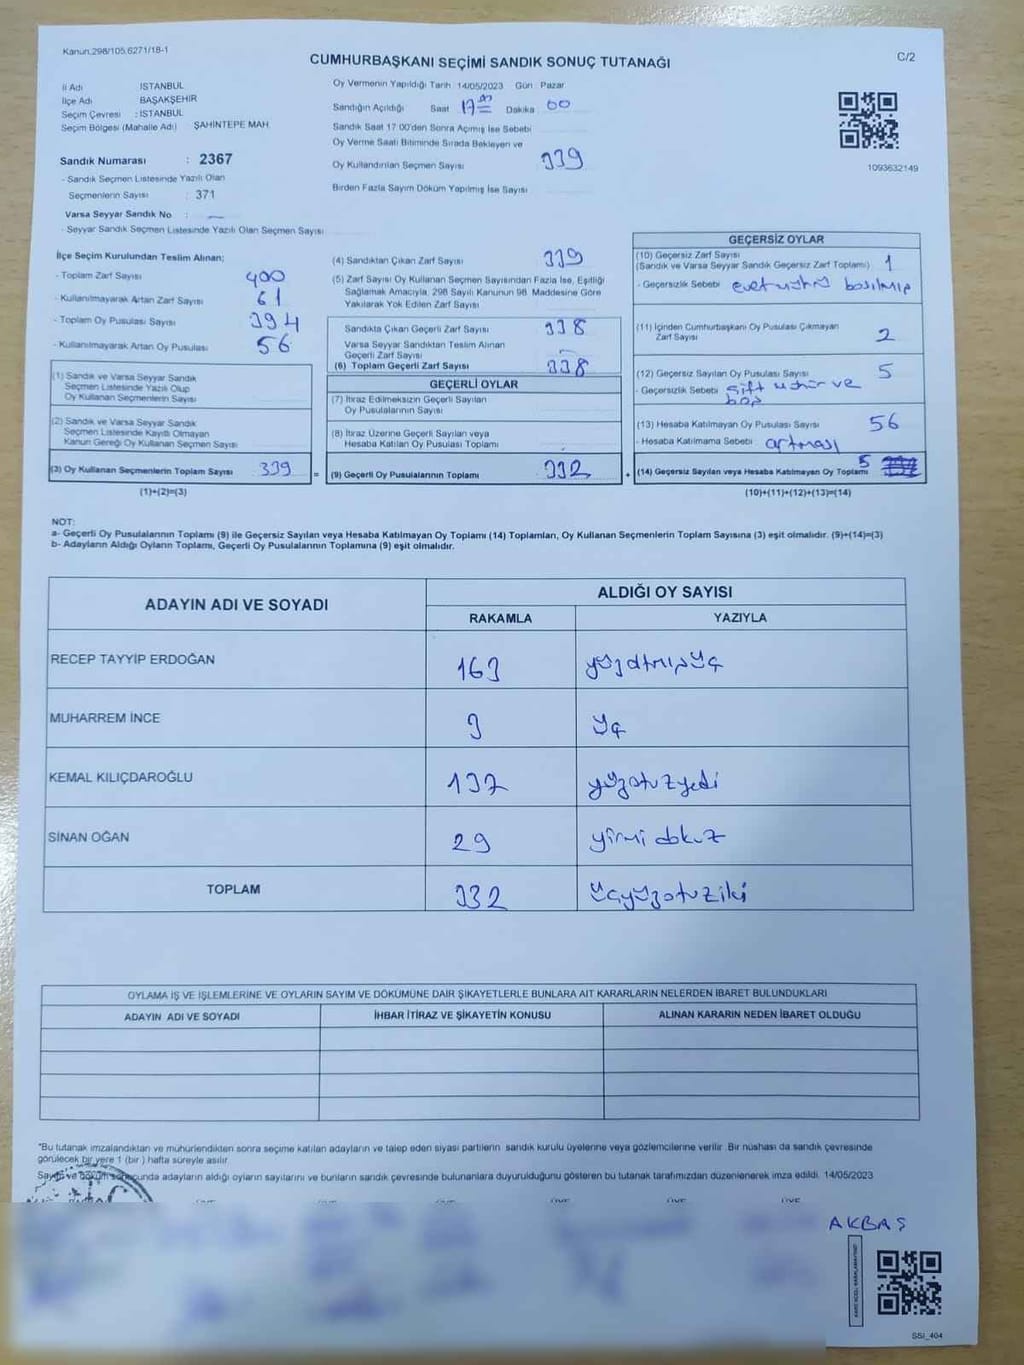 Kanun.298/105.6271/18-1
CUMHURBAŞKANI SEÇİMİ SANDIK SONUÇ TUTANAĞI
C/2
İl Adı İSTANBUL
İlçe Adı BAŞAKŞEHİR
Seçim Çevresi : İSTANBUL
Seçim Bölgesi (Mahalle Adı) ŞAHİNTEPE MAH.
Sandık Numarası : 2367
- Sandık Seçmen Listesinde Yazılı Olan
Seçmenlerin Sayısı : 371
Varsa Seyyar Sandık No : —
- Seyyar Sandık Seçmen Listesinde Yazılı Olan Seçmen Sayısı
Oy Vermenin Yapıldığı Tarih 14/05/2023 Gün Pazar
Sandığın Açıldığı Saat 17 00 Dakika 00
Sandık Saat 17 00'den Sonra Açılmış İse Sebebi
Oy Verme Saati Bitiminde Sırada Bekleyen ve
Oy Kullandırılan Seçmen Sayısı 339
Birden Fazla Sayım Döküm Yapılmış İse Sayısı
1093632149
İlçe Seçim Kurulundan Teslim Alınan;
- Toplam Zarf Sayısı 400
- Kullanılmayarak Artan Zarf Sayısı 61
- Toplam Oy Pusulası Sayısı 394
- Kullanılmayarak Artan Oy Pusulası 56
(1) Sandık ve Varsa Seyyar Sandık
Seçmen Listesinde Yazılı Olup
Oy Kullanan Seçmenlerin Sayısı
(2) Sandık ve Varsa Seyyar Sandık
Seçmen Listesinde Kayıtlı Olmayan
Kanun Gereği Oy Kullanan Seçmen Sayısı
(3) Oy Kullanan Seçmenlerin Toplam Sayısı 339
(1)+(2)=(3)
(4) Sandıktan Çıkan Zarf Sayısı 339
(5) Zarf Sayısı Oy Kullanan Seçmen Sayısından Fazla İse, Eşitliği
Sağlamak Amacıyla, 298 Sayılı Kanunun 98. Maddesine Göre
Yakılarak Yok Edilen Zarf Sayısı
Sandıkta Çıkan Geçerli Zarf Sayısı 338
Varsa Seyyar Sandıktan Teslim Alınan
Geçerli Zarf Sayısı
(6) Toplam Geçerli Zarf Sayısı 338
GEÇERLİ OYLAR
(7) İtiraz Edilmeksizin Geçerli Sayılan
Oy Pusulalarının Sayısı
(8) İtiraz Üzerine Geçerli Sayılan veya
Hesaba Katılan Oy Pusulaları Toplamı
= (9) Geçerli Oy Pusulalarının Toplamı 332 +
GEÇERSİZ OYLAR
(10) Geçersiz Zarf Sayısı
(Sandık ve Varsa Seyyar Sandık Geçersiz Zarf Toplamı) 1
- Geçersizlik Sebebi evet mührü basılmış
(11) İçinden Cumhurbaşkanı Oy Pusulası Çıkmayan
Zarf Sayısı 2
(12) Geçersiz Sayılan Oy Pusulası Sayısı 5
- Geçersizlik Sebebi çift mühür ve
boş
(13) Hesaba Katılmayan Oy Pusulası Sayısı 56
- Hesaba Katılmama Sebebi artması
(14) Geçersiz Sayılan veya Hesaba Katılmayan Oy Toplamı 5
(10)+(11)+(12)+(13)=(14)
NOT:
a- Geçerli Oy Pusulalarının Toplamı (9) ile Geçersiz Sayılan veya Hesaba Katılmayan Oy Toplamı (14) Toplamları, Oy Kullanan Seçmenlerin Toplam Sayısına (3) eşit olmalıdır. (9)+(14)=(3)
b- Adayların Aldığı Oyların Toplamı, Geçerli Oy Pusulalarının Toplamına (9) eşit olmalıdır.
ADAYIN ADI VE SOYADI
ALDIĞI OY SAYISI
RAKAMLA YAZIYLA
RECEP TAYYİP ERDOĞAN 163 yüzatmışüç
MUHARREM İNCE 3 üç
KEMAL KILIÇDAROĞLU 137 yüzotuzyedi
SİNAN OĞAN 29 yirmi dokuz
TOPLAM 332 üçyüzotuziki
OYLAMA İŞ VE İŞLEMLERİNE VE OYLARIN SAYIM VE DÖKÜMÜNE DAİR ŞİKAYETLERLE BUNLARA AİT KARARLARIN NELERDEN İBARET BULUNDUKLARI
ADAYIN ADI VE SOYADI İHBAR İTİRAZ VE ŞİKAYETİN KONUSU ALINAN KARARIN NEDEN İBARET OLDUĞU
*Bu tutanak imzalandıktan ve mühürlendikten sonra seçime katılan adayların ve talep eden siyasi partilerin sandık kurulu üyelerine veya gözlemcilerine verilir. Bir nüshası da sandık çevresinde
görülecek bir yere 1 (bir) hafta süreyle asılır.
Sayım ve döküm sonucunda adayların aldığı oyların sayılarını ve bunların sandık çevresinde bulunanlara duyurulduğunu gösteren bu tutanak tarafımızdan düzenlenerek imza edildi. 14/05/2023
AKBAŞ
SSI_404